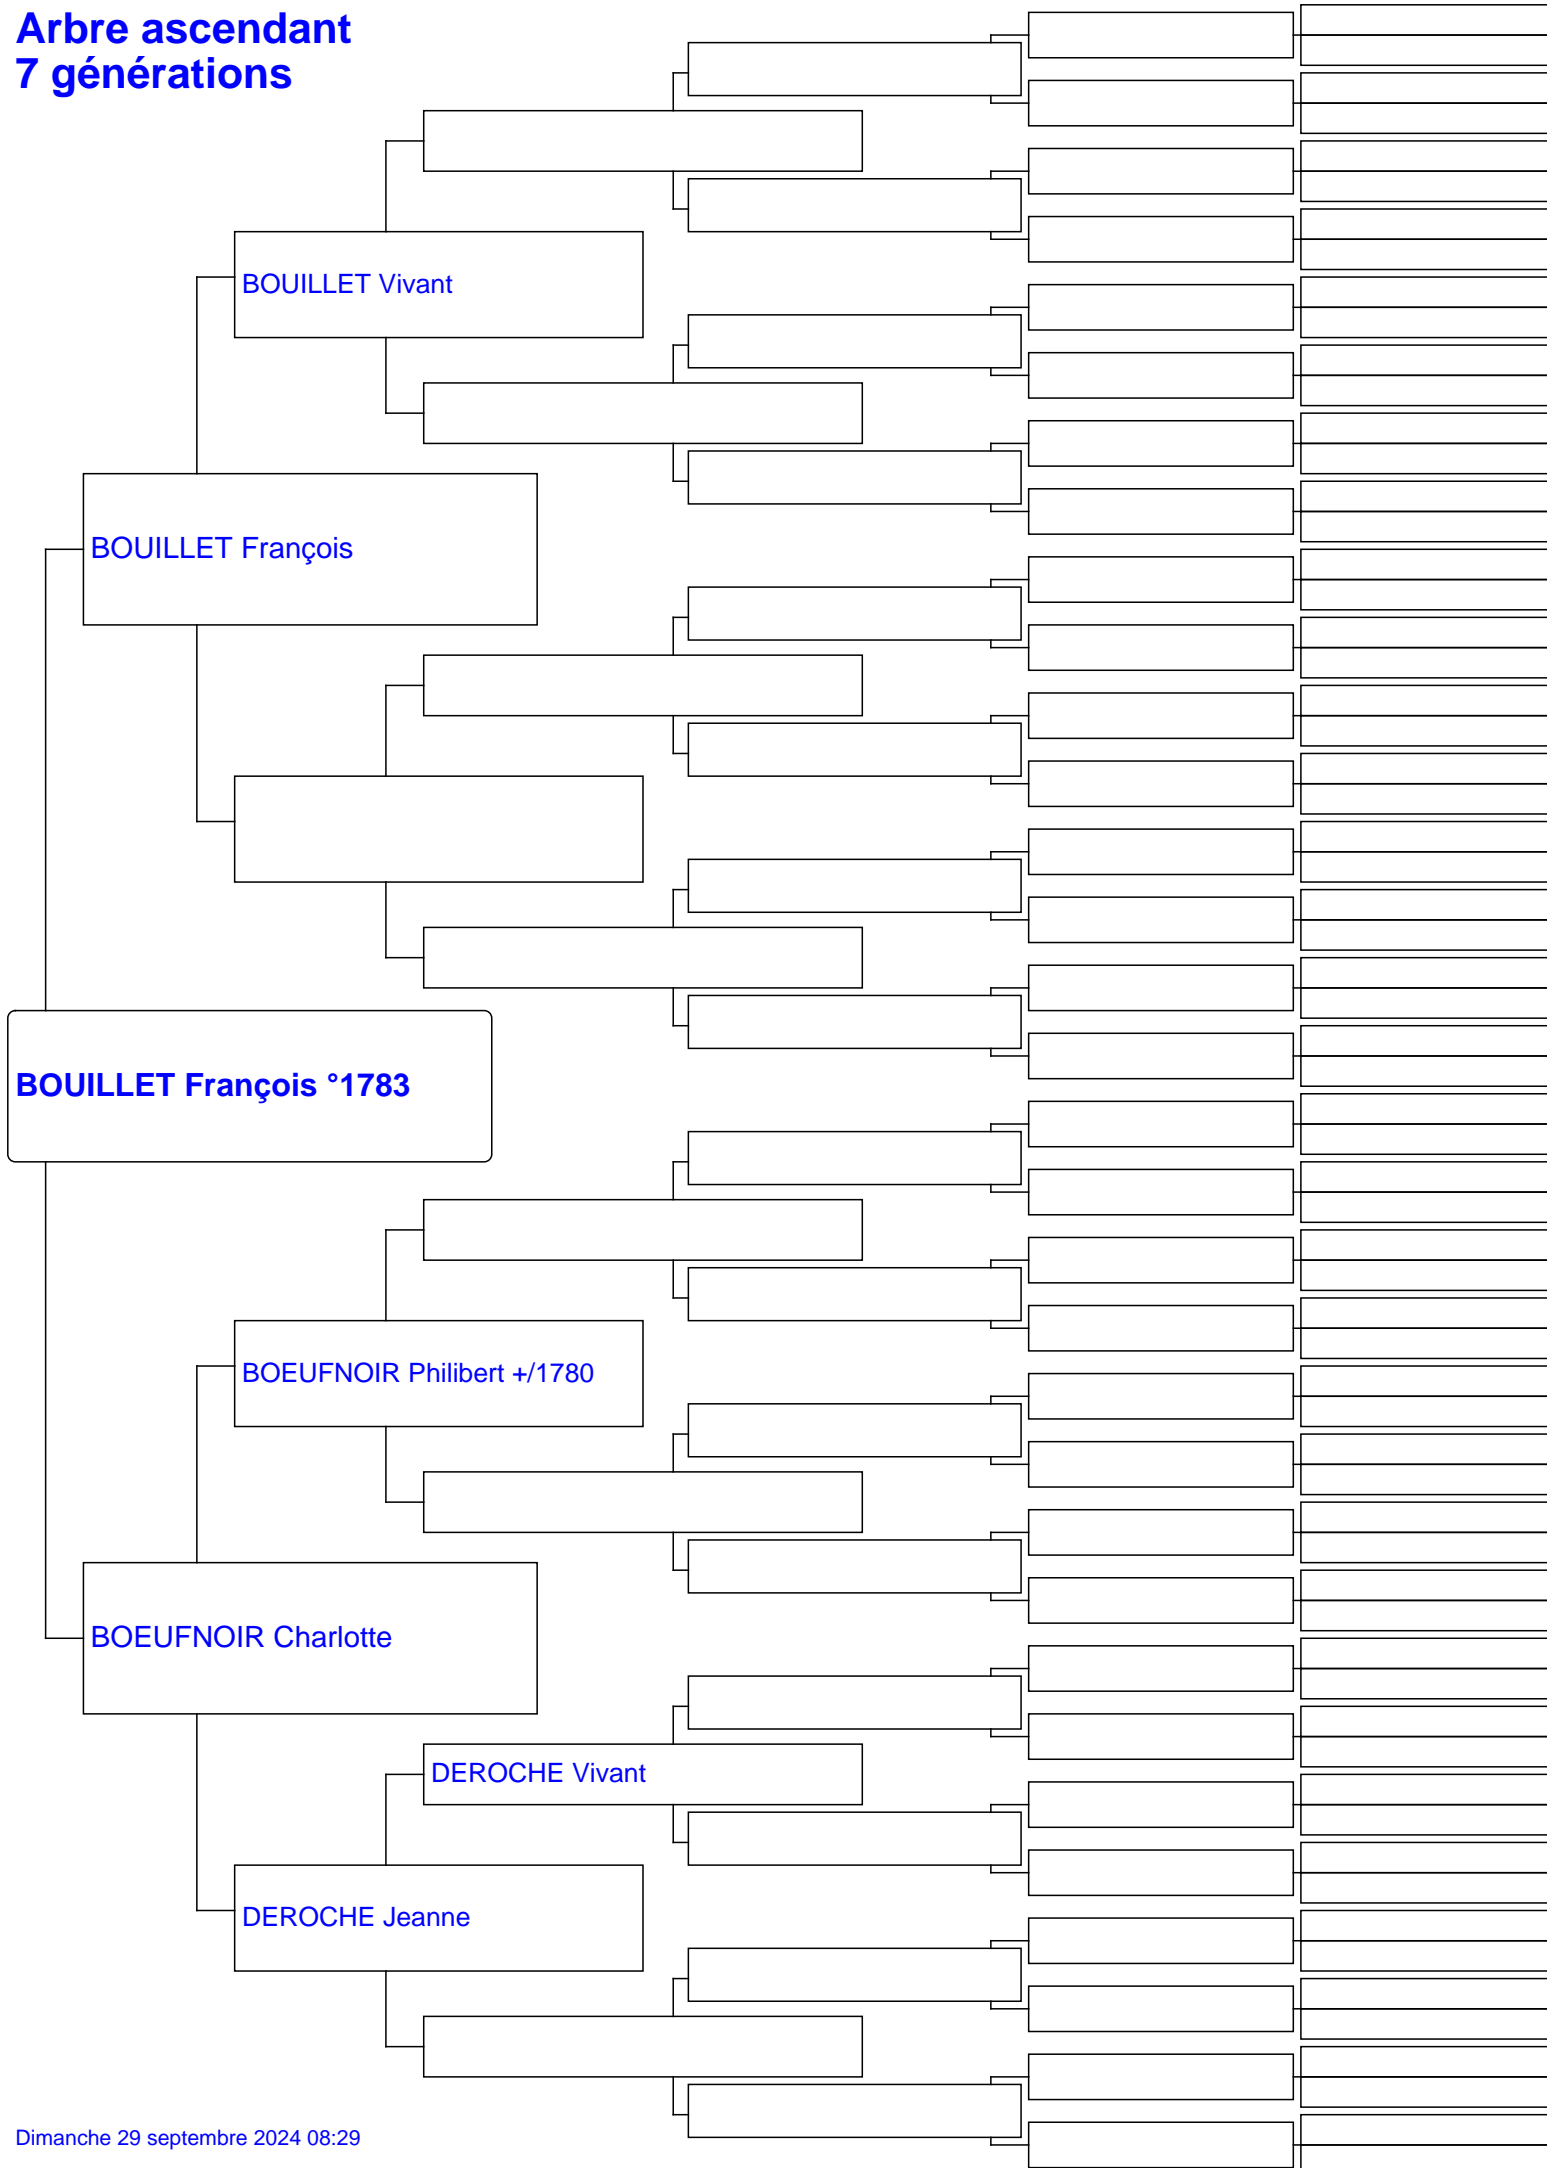 Arbre ascendant
7 générations
BOUILLET Vivant
BOUILLET François
BOUILLET François °1783
BOEUFNOIR Philibert +/1780
BOEUFNOIR Charlotte
DEROCHE Vivant
DEROCHE Jeanne
Dimanche 29 septembre 2024 08:29